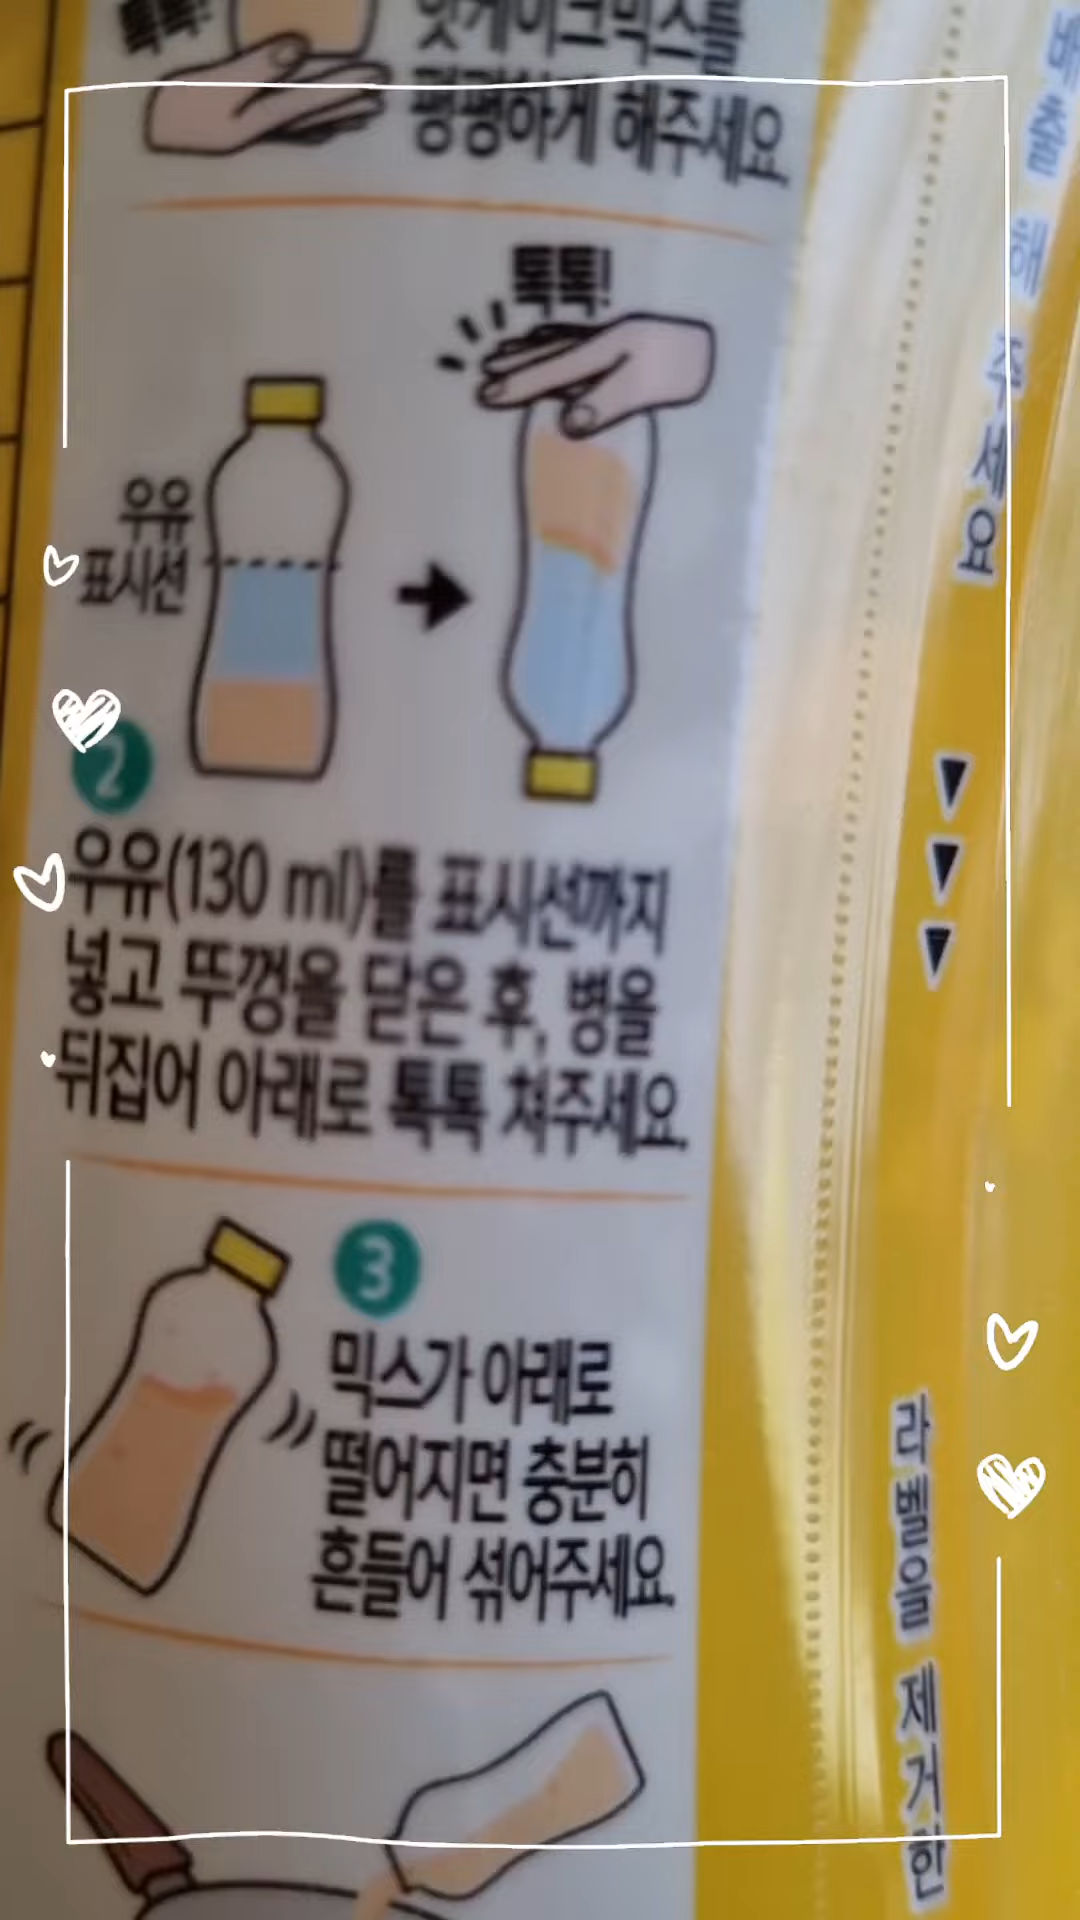 톡톡!
핫케이크믹스를
평평하게 해주세요
톡톡!
우유
표시선
2
우유(130 ml)를 표시선까지
넣고 뚜껑을 닫은 후, 병을
뒤집어 아래로 톡톡 쳐주세요.
3
믹스가 아래로
떨어지면 충분히
흔들어 섞어주세요.
라벨을 제거한
해 주세요